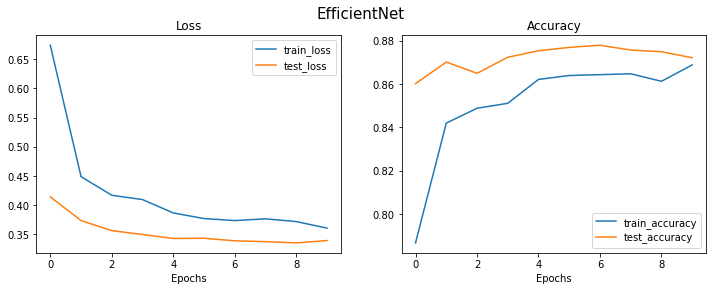 EfficientNet
Loss
0.65
0.60
0.55
0.50
0.45
0.40
0.35
train_loss
test_loss
0 2 4 6 8
Epochs
Accuracy
0.88
0.86
0.84
0.82
0.80
train_accuracy
test_accuracy
0 2 4 6 8
Epochs